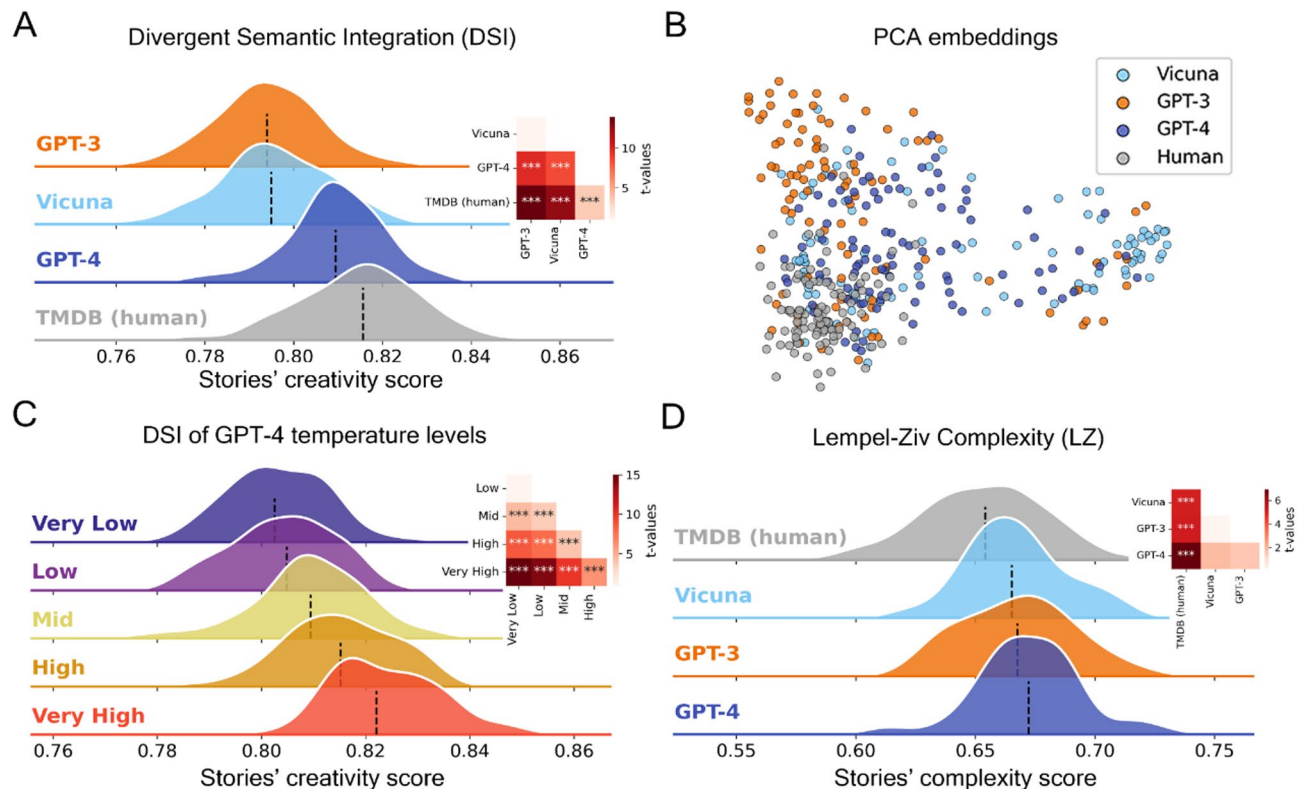 A
Divergent Semantic Integration (DSI)
GPT-3
Vicuna
GPT-4
TMDB (human)
Vicuna
GPT-4
*** ***
TMDB (human)
*** *** ***
GPT-3
Vicuna
GPT-4
10
5
t-values
0.76 0.78 0.80 0.82 0.84 0.86
Stories’ creativity score
B
PCA embeddings
Vicuna
GPT-3
GPT-4
Human
C
DSI of GPT-4 temperature levels
Very Low
Low
Mid
High
Very High
Low
Mid
*** ***
High
*** *** ***
Very High
*** *** *** ***
Very Low
Low
Mid
High
15
10
5
t-values
0.76 0.78 0.80 0.82 0.84 0.86
Stories’ creativity score
D
Lempel-Ziv Complexity (LZ)
TMDB (human)
Vicuna
GPT-3
GPT-4
Vicuna
***
GPT-3
***
GPT-4
***
TMDB (human)
Vicuna
GPT-3
6
4
2
t-values
0.55 0.60 0.65 0.70 0.75
Stories’ complexity score